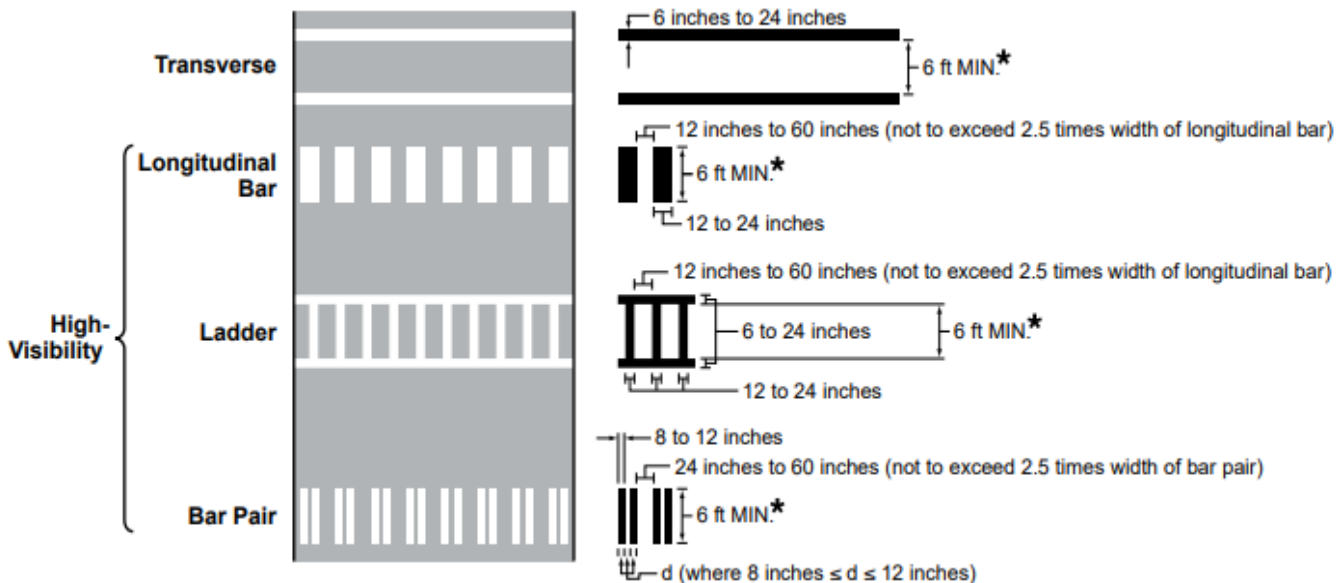 Transverse
6 inches to 24 inches
6 ft MIN.*
12 inches to 60 inches (not to exceed 2.5 times width of longitudinal bar)
Longitudinal
Bar
6 ft MIN.*
12 to 24 inches
12 inches to 60 inches (not to exceed 2.5 times width of longitudinal bar)
High-
Visibility
Ladder
6 to 24 inches
6 ft MIN.*
12 to 24 inches
8 to 12 inches
24 inches to 60 inches (not to exceed 2.5 times width of bar pair)
Bar Pair
6 ft MIN.*
d (where 8 inches ≤ d ≤ 12 inches)